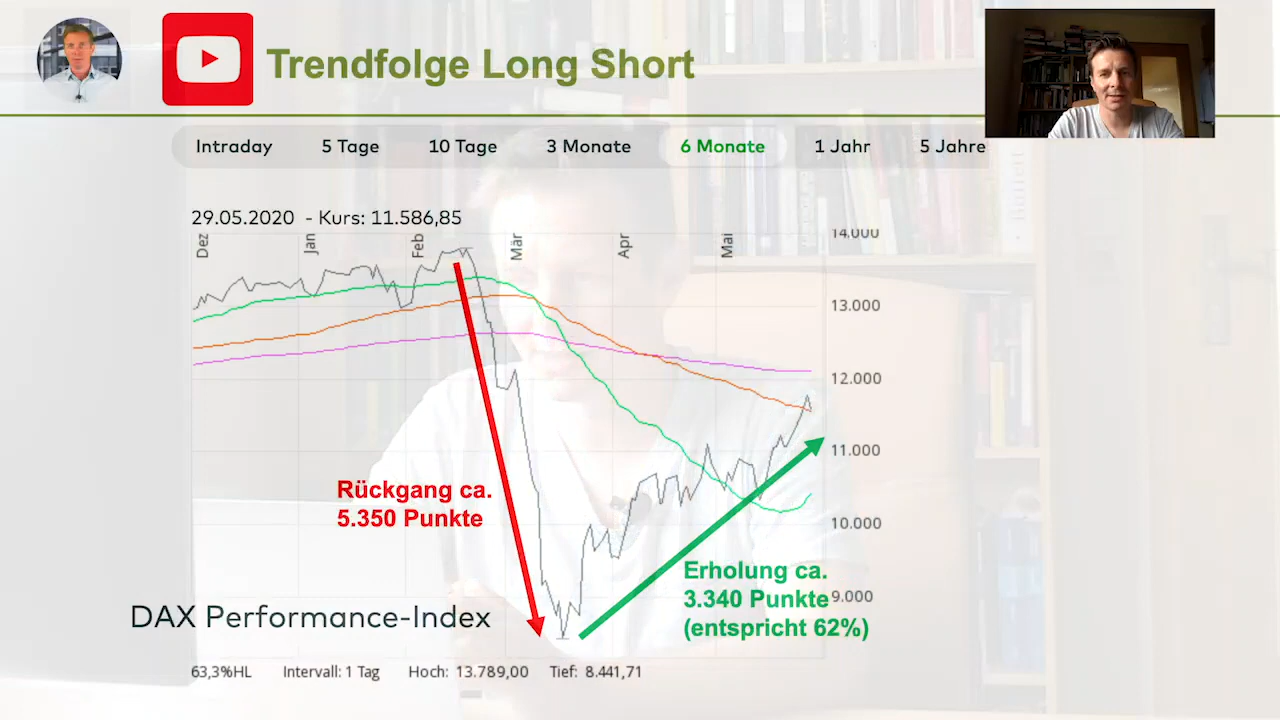 Trendfolge Long Short
Intraday 5 Tage 10 Tage 3 Monate 6 Monate 1 Jahr 5 Jahre
29.05.2020 - Kurs: 11.586,85
Dez Jan Feb Mär Apr Mai
14.000
13.000
12.000
11.000
Rückgang ca.
5.350 Punkte
10.000
Erholung ca.
3.340 Punkte
(entspricht 62%)
9.000
DAX Performance-Index
63,3%HL Intervall: 1 Tag Hoch: 13.789,00 Tief: 8.441,71